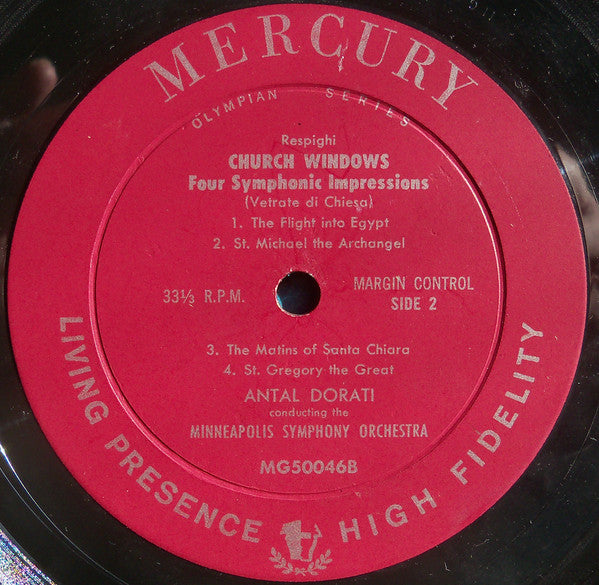 MERCURY
OLYMPIAN SERIES
Respighi
CHURCH WINDOWS
Four Symphonic Impressions
(Vetrate di Chiesa)
1. The Flight into Egypt
2. St. Michael the Archangel
33⅓ R.P.M.
MARGIN CONTROL
SIDE 2
3. The Matins of Santa Chiara
4. St. Gregory the Great
ANTAL DORATI
conducting the
MINNEAPOLIS SYMPHONY ORCHESTRA
MG50046B
LIVING PRESENCE HIGH FIDELITY